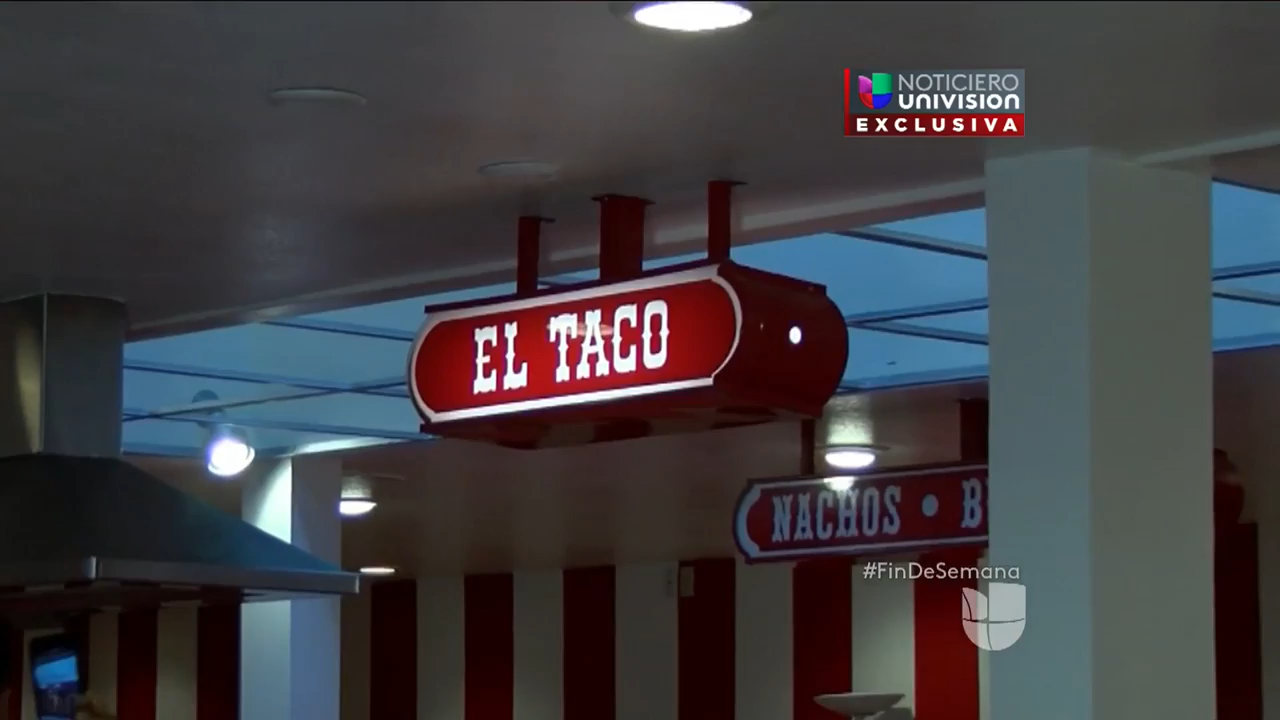 NOTICIERO
UNIVISION
EXCLUSIVA
EL TACO
NACHOS • B
#FinDeSemana